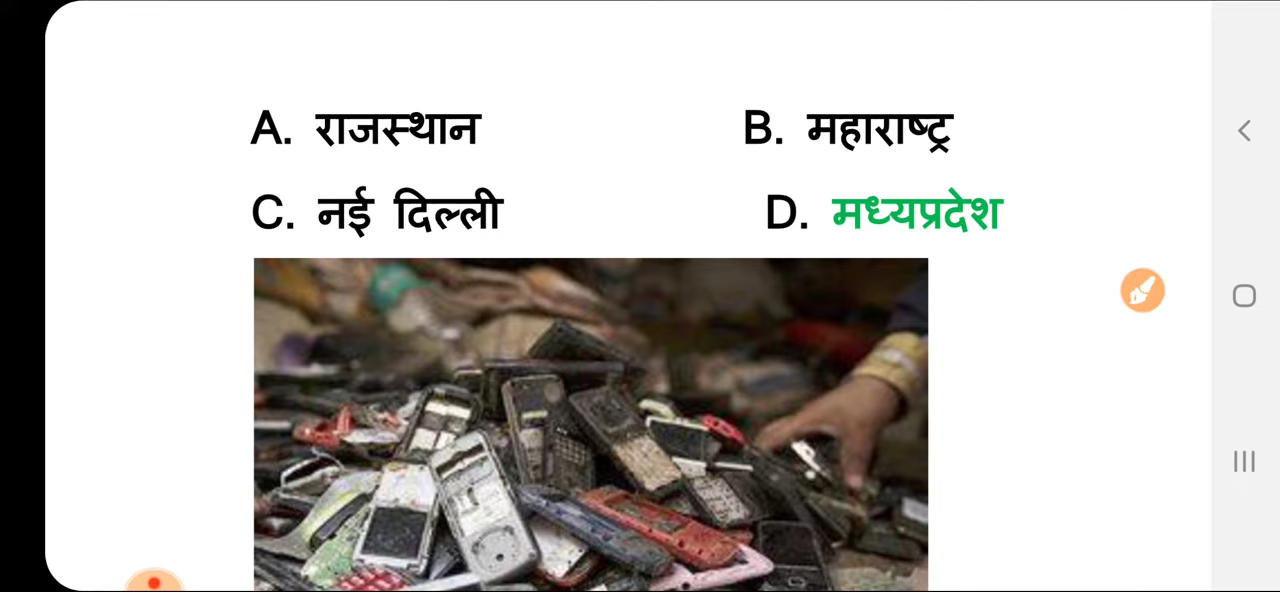 A. राजस्थान B. महाराष्ट्र
C. नई दिल्ली D. मध्यप्रदेश